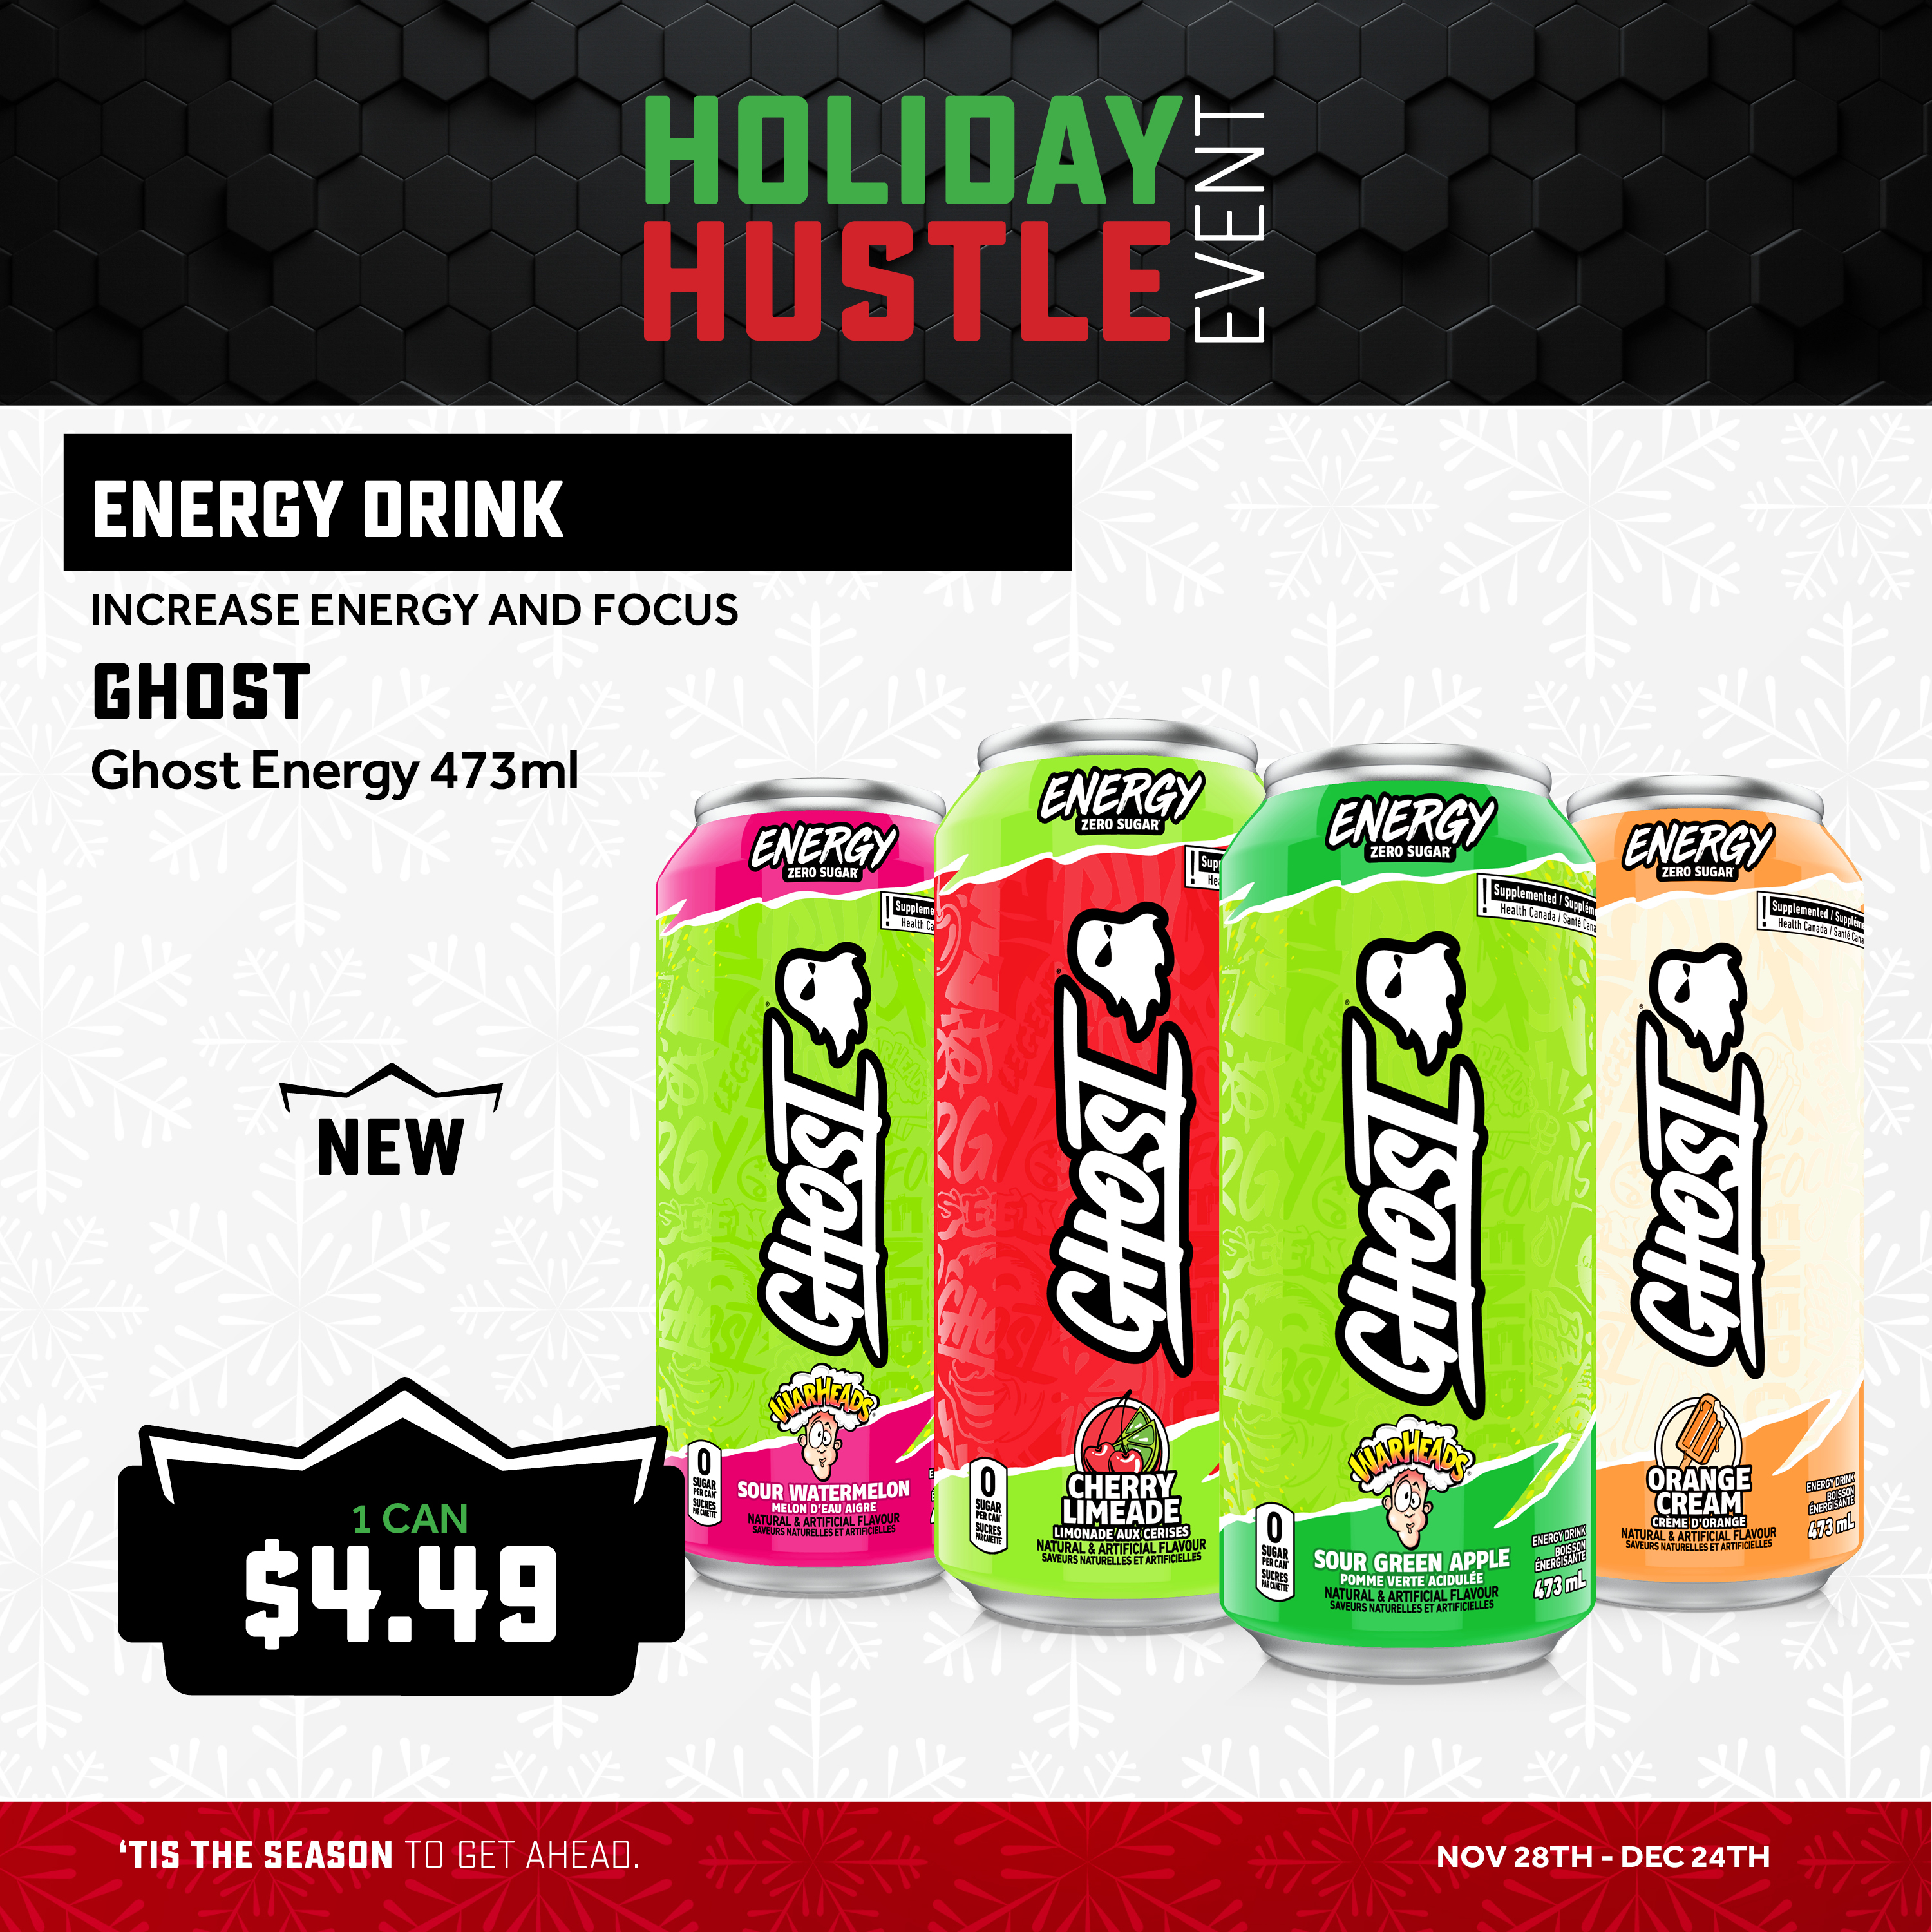 HOLIDAY
HUSTLE
EVENT
ENERGY DRINK
INCREASE ENERGY AND FOCUS
GHOST
Ghost Energy 473ml
NEW
1 CAN
$4.49
ENERGY
ZERO SUGAR
GHOST
WARHEADS
0
SUGAR
PER CAN
SUCRES
PAR CANETTE
SOUR WATERMELON
MELON D'EAU AIGRE
NATURAL & ARTIFICIAL FLAVOUR
SAVEURS NATURELLES ET ARTIFICIELLES
ENERGY
ZERO SUGAR
GHOST
0
SUGAR
PER CAN
SUCRES
PAR CANETTE
CHERRY
LIMEADE
LIMONADE AUX CERISES
NATURAL & ARTIFICIAL FLAVOUR
SAVEURS NATURELLES ET ARTIFICIELLES
ENERGY
ZERO SUGAR
Supplemented /
Health Canada / Santé
GHOST
WARHEADS
0
SUGAR
PER CAN
SUCRES
PAR CANETTE
SOUR GREEN APPLE
POMME VERTE ACIDULÉE
NATURAL & ARTIFICIAL FLAVOUR
SAVEURS NATURELLES ET ARTIFICIELLES
ENERGY DRINK
BOISSON
ÉNERGISANTE
473 mL
ENERGY
ZERO SUGAR
Supplemented /
Health Canada / Santé
GHOST
ORANGE
CREAM
CRÈME D'ORANGE
NATURAL & ARTIFICIAL FLAVOUR
SAVEURS NATURELLES ET ARTIFICIELLES
ENERGY DRINK
BOISSON
ÉNERGISANTE
473 mL
'TIS THE SEASON TO GET AHEAD.
NOV 28TH - DEC 24TH